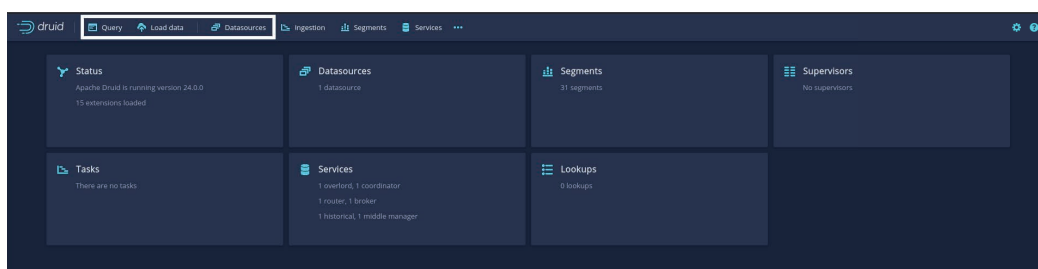 druid Query Load data Datasources Ingestion Segments Services •••
Status
Apache Druid is running version 24.0.0
15 extensions loaded
Datasources
1 datasource
Segments
31 segments
Supervisors
No supervisors
Tasks
There are no tasks
Services
1 overlord, 1 coordinator
1 router, 1 broker
1 historical, 1 middle manager
Lookups
0 lookups